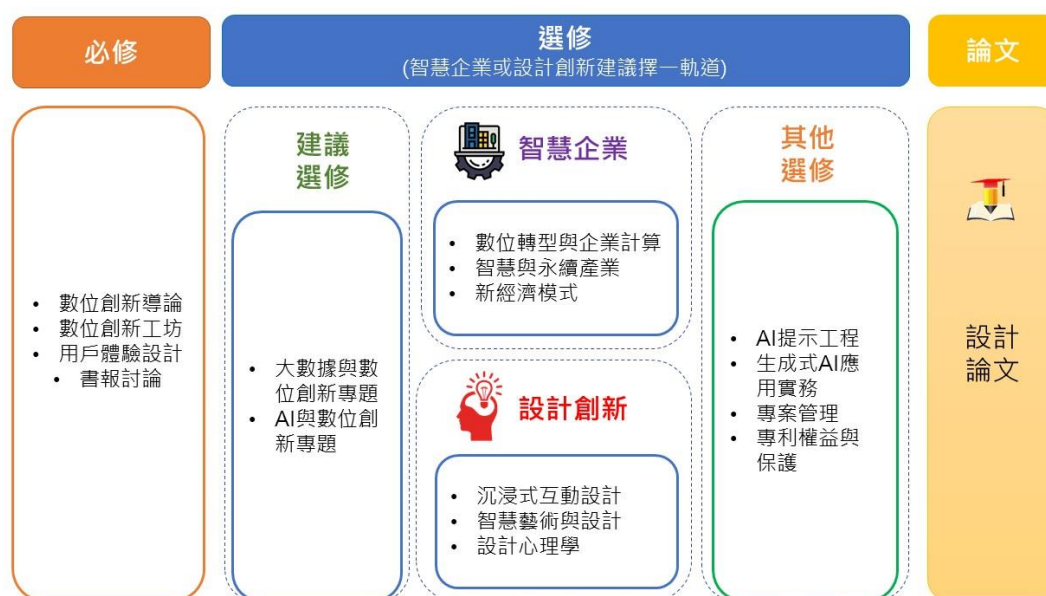 必修
選修
(智慧企業或設計創新建議擇一軌道)
論文
• 數位創新導論
• 數位創新工坊
• 用戶體驗設計
• 書報討論
建議
選修
• 大數據與數
位創新專題
• AI與數位創
新專題
智慧企業
• 數位轉型與企業計算
• 智慧與永續產業
• 新經濟模式
設計創新
• 沉浸式互動設計
• 智慧藝術與設計
• 設計心理學
其他
選修
• AI提示工程
• 生成式AI應
用實務
• 專案管理
• 專利權益與
保護
設計
論文